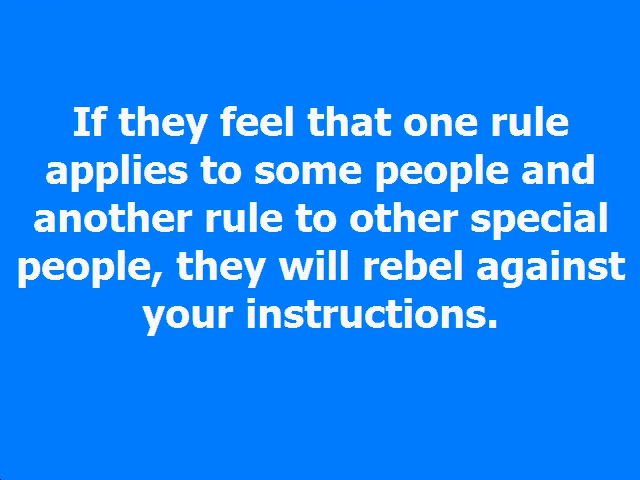 If they feel that one rule
applies to some people and
another rule to other special
people, they will rebel against
your instructions.